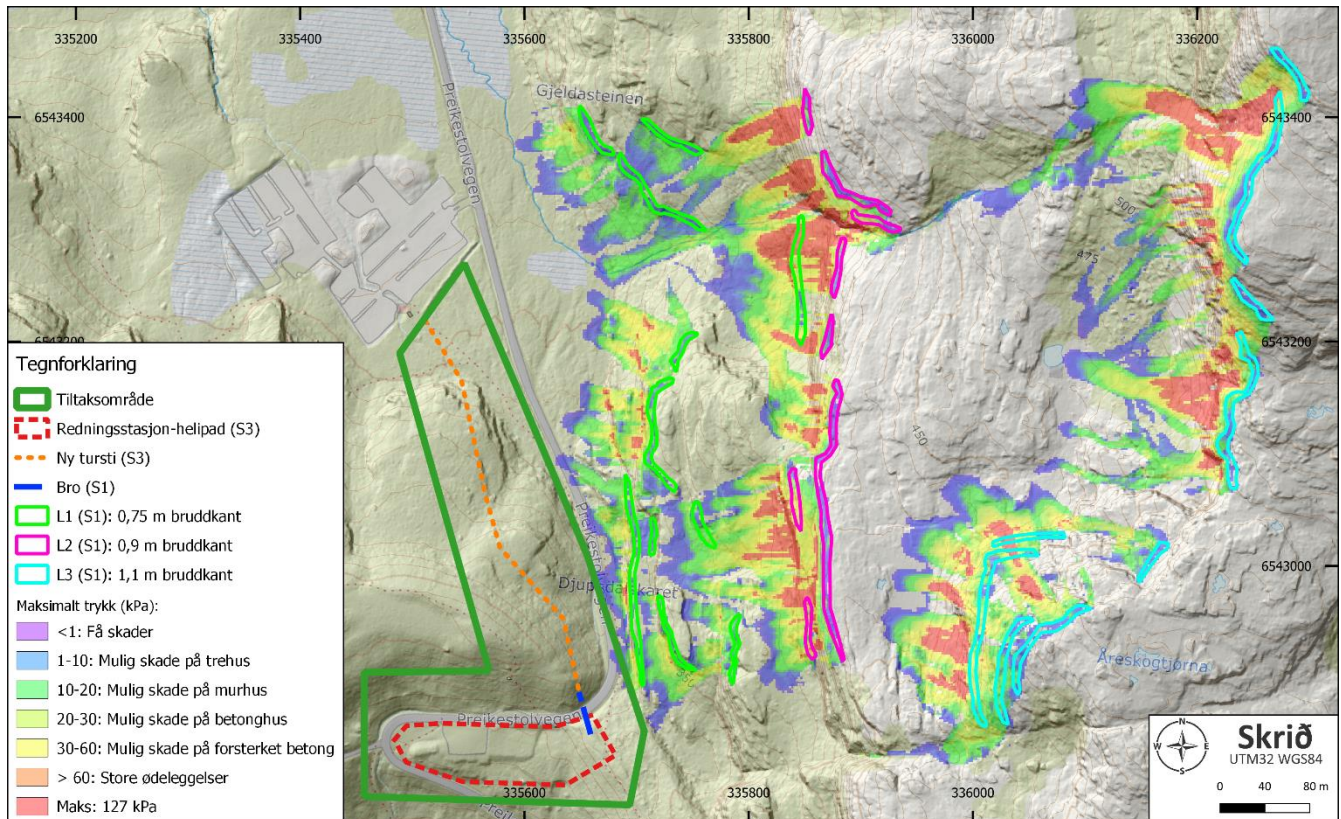 335200
335400
335600
335800
336000
336200
6543400
6543400
Gjeldasteinen
Preikestolvegen
500
475
6543200
6543200
450
6543000
Preikestolvegen
Djupedalskaret
Åreskogtjørna
Preikestolvegen
335600
335800
336000
Tegnforklaring
Tiltaksområde
Redningsstasjon-helipad (S3)
Ny tursti (S3)
Bro (S1)
L1 (S1): 0,75 m bruddkant
L2 (S1): 0,9 m bruddkant
L3 (S1): 1,1 m bruddkant
Maksimalt trykk (kPa):
<1: Få skader
1-10: Mulig skade på trehus
10-20: Mulig skade på murhus
20-30: Mulig skade på betonghus
30-60: Mulig skade på forsterket betong
> 60: Store ødeleggelser
Maks: 127 kPa
N
W
E
S
Skrið
UTM32 WGS84
0 40 80 m